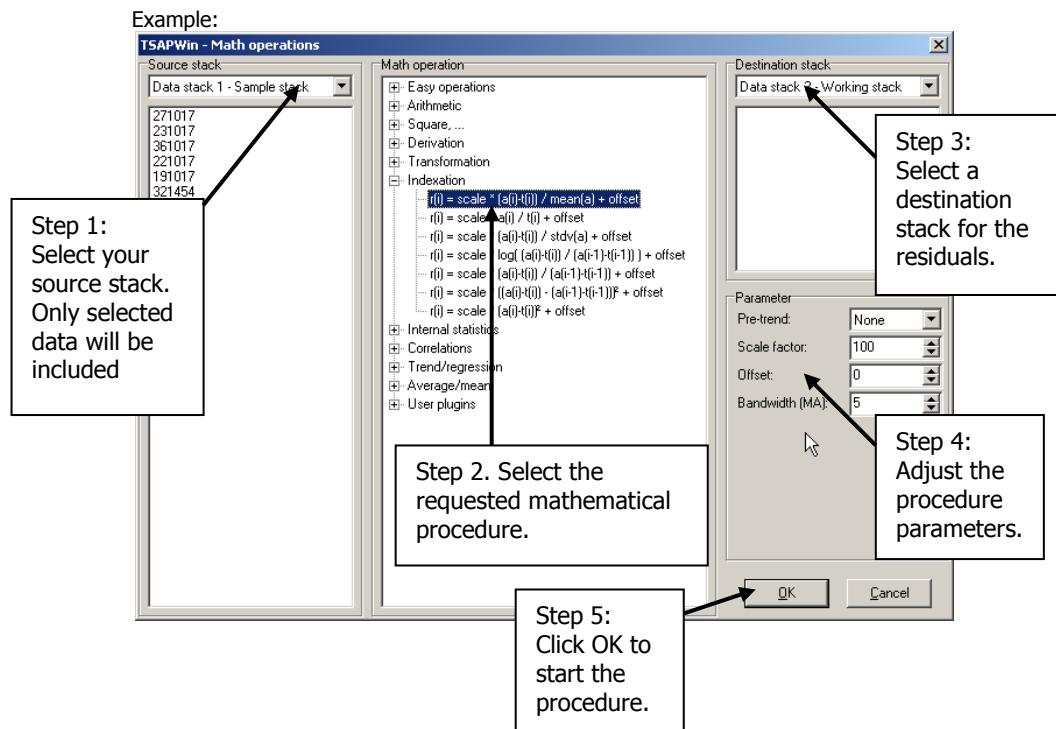 Example:
TSAPWin - Math operations
Source stack
Data stack 1 - Sample stack
271017
231017
361017
221017
191017
321454
Step 1:
Select your
source stack.
Only selected
data will be
included
Math operation
Easy operations
Arithmetic
Square, ...
Derivation
Transformation
Indexation
r(i) = scale * (a(i)-t(i)) / mean(a) + offset
r(i) = scale a(i) / t(i) + offset
r(i) = scale * (a(i)-t(i)) / stdv(a) + offset
r(i) = scale * log( (a(i)-t(i)) / (a(i-1)-t(i-1)) ) + offset
r(i) = scale * (a(i)-t(i)) / (a(i-1)-t(i-1)) + offset
r(i) = scale * ((a(i)-t(i)) - (a(i-1)-t(i-1)))² + offset
r(i) = scale * (a(i)-t(i))² + offset
Internal statistics
Correlations
Trend/regression
Average/mean
User plugins
Step 2. Select the
requested mathematical
procedure.
Destination stack
Data stack - Working stack
Step 3:
Select a
destination
stack for the
residuals.
Parameter
Pre-trend: None
Scale factor: 100
Offset: 0
Bandwidth (MA): 5
Step 4:
Adjust the
procedure
parameters.
OK
Cancel
Step 5:
Click OK to
start the
procedure.